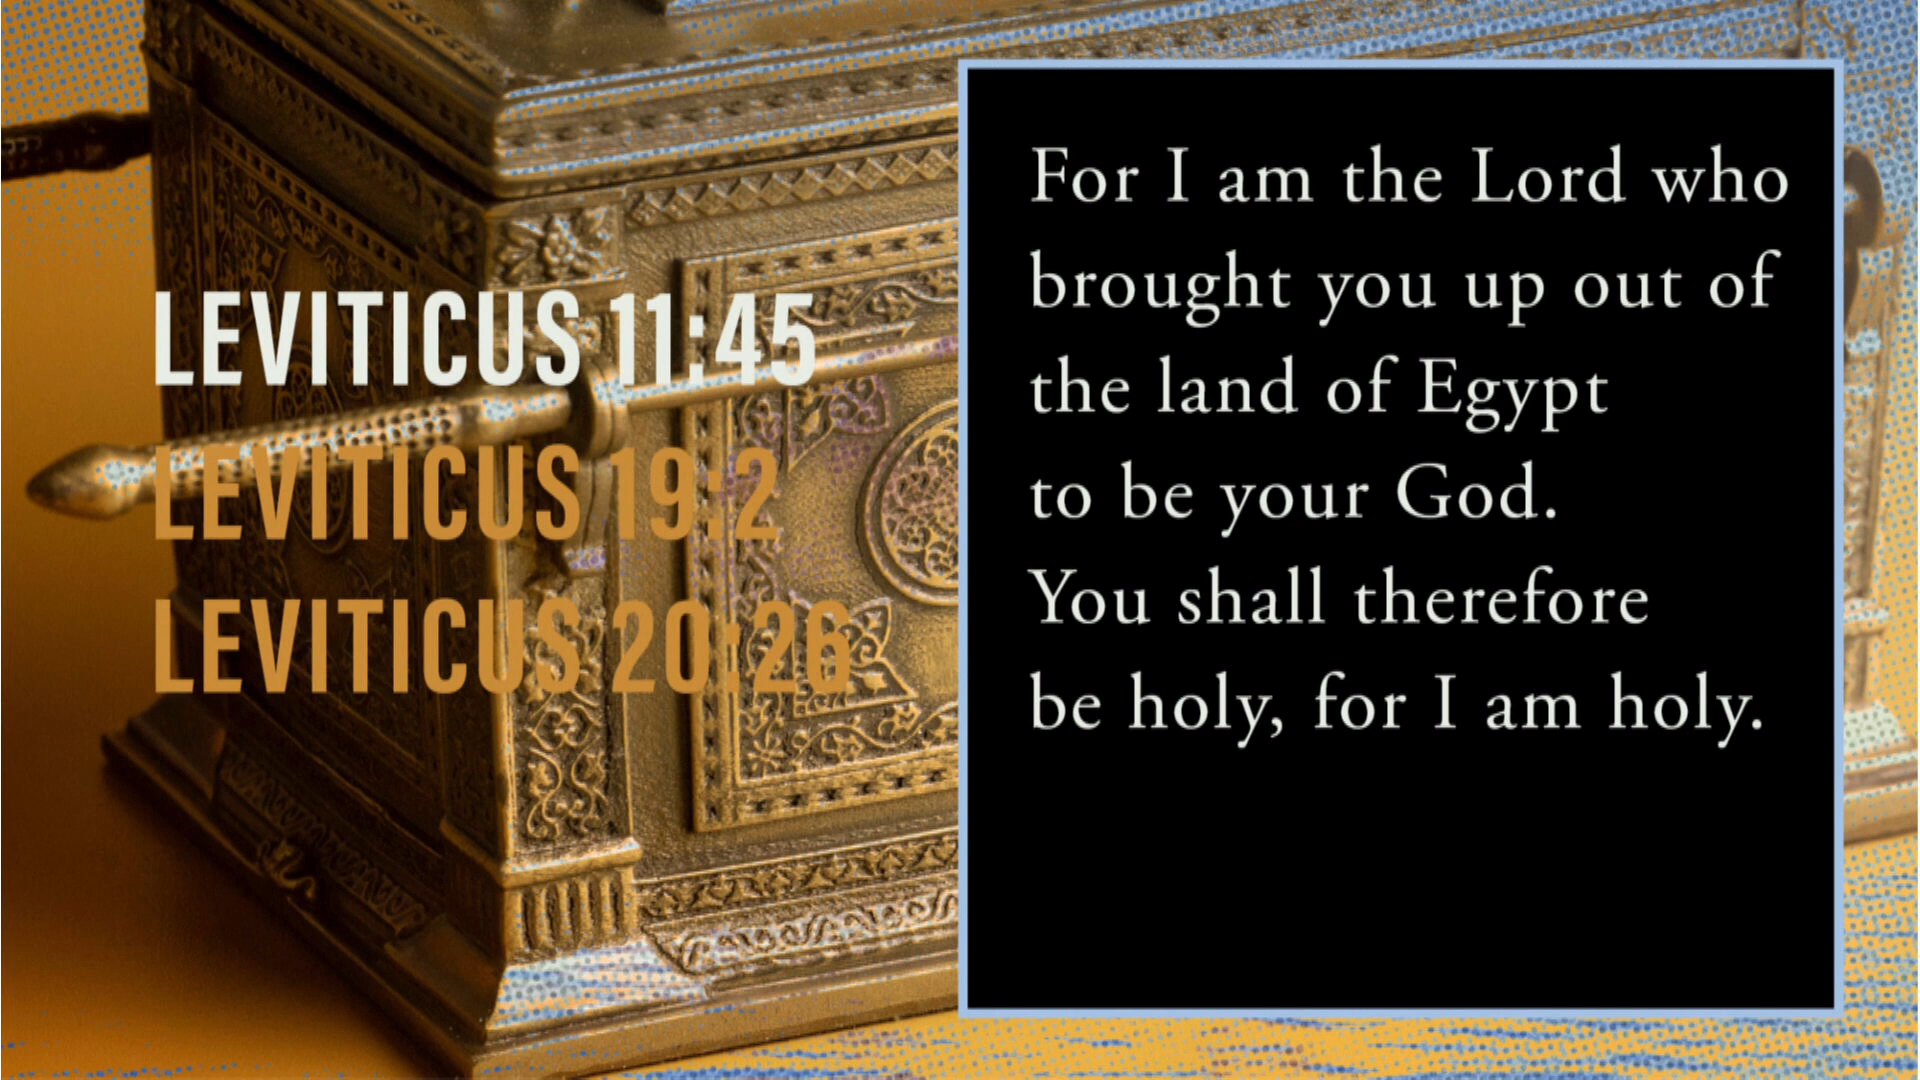 LEVITICUS 11:45
LEVITICUS 19:2
LEVITICUS 20:26
For I am the Lord who
brought you up out of
the land of Egypt
to be your God.
You shall therefore
be holy, for I am holy.